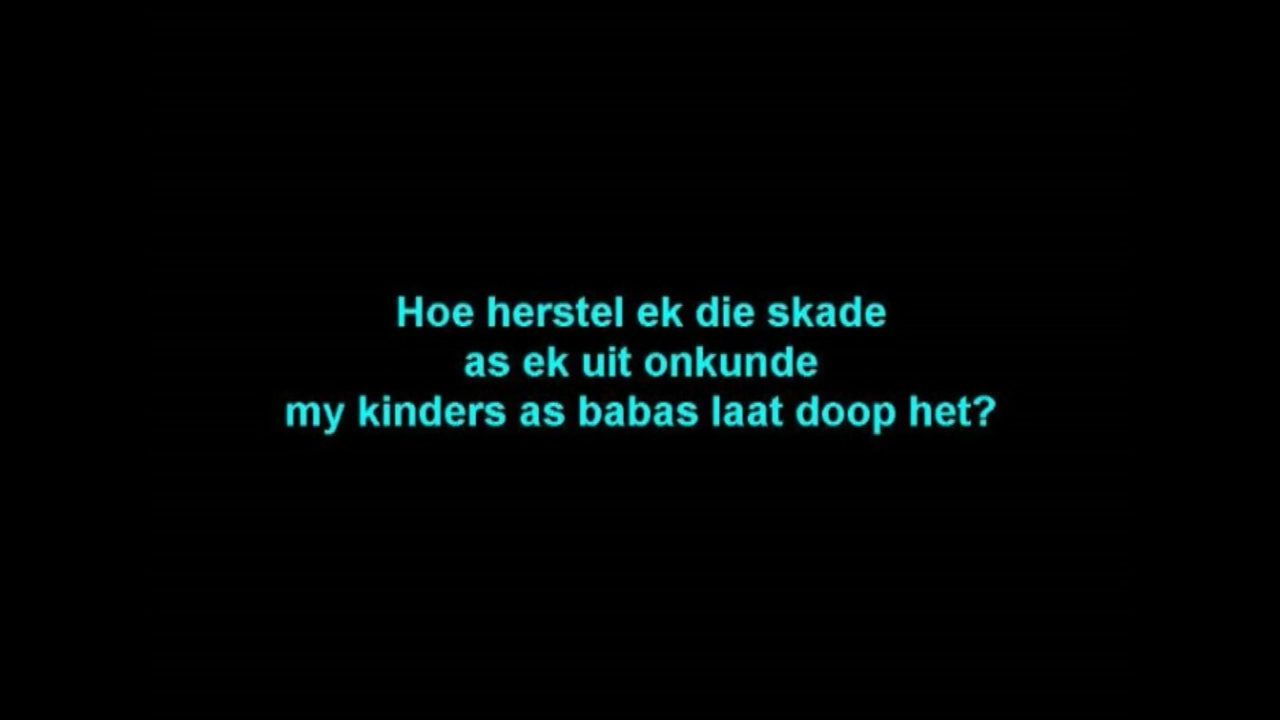 Hoe herstel ek die skade
as ek uit onkunde
my kinders as babas laat doop het?